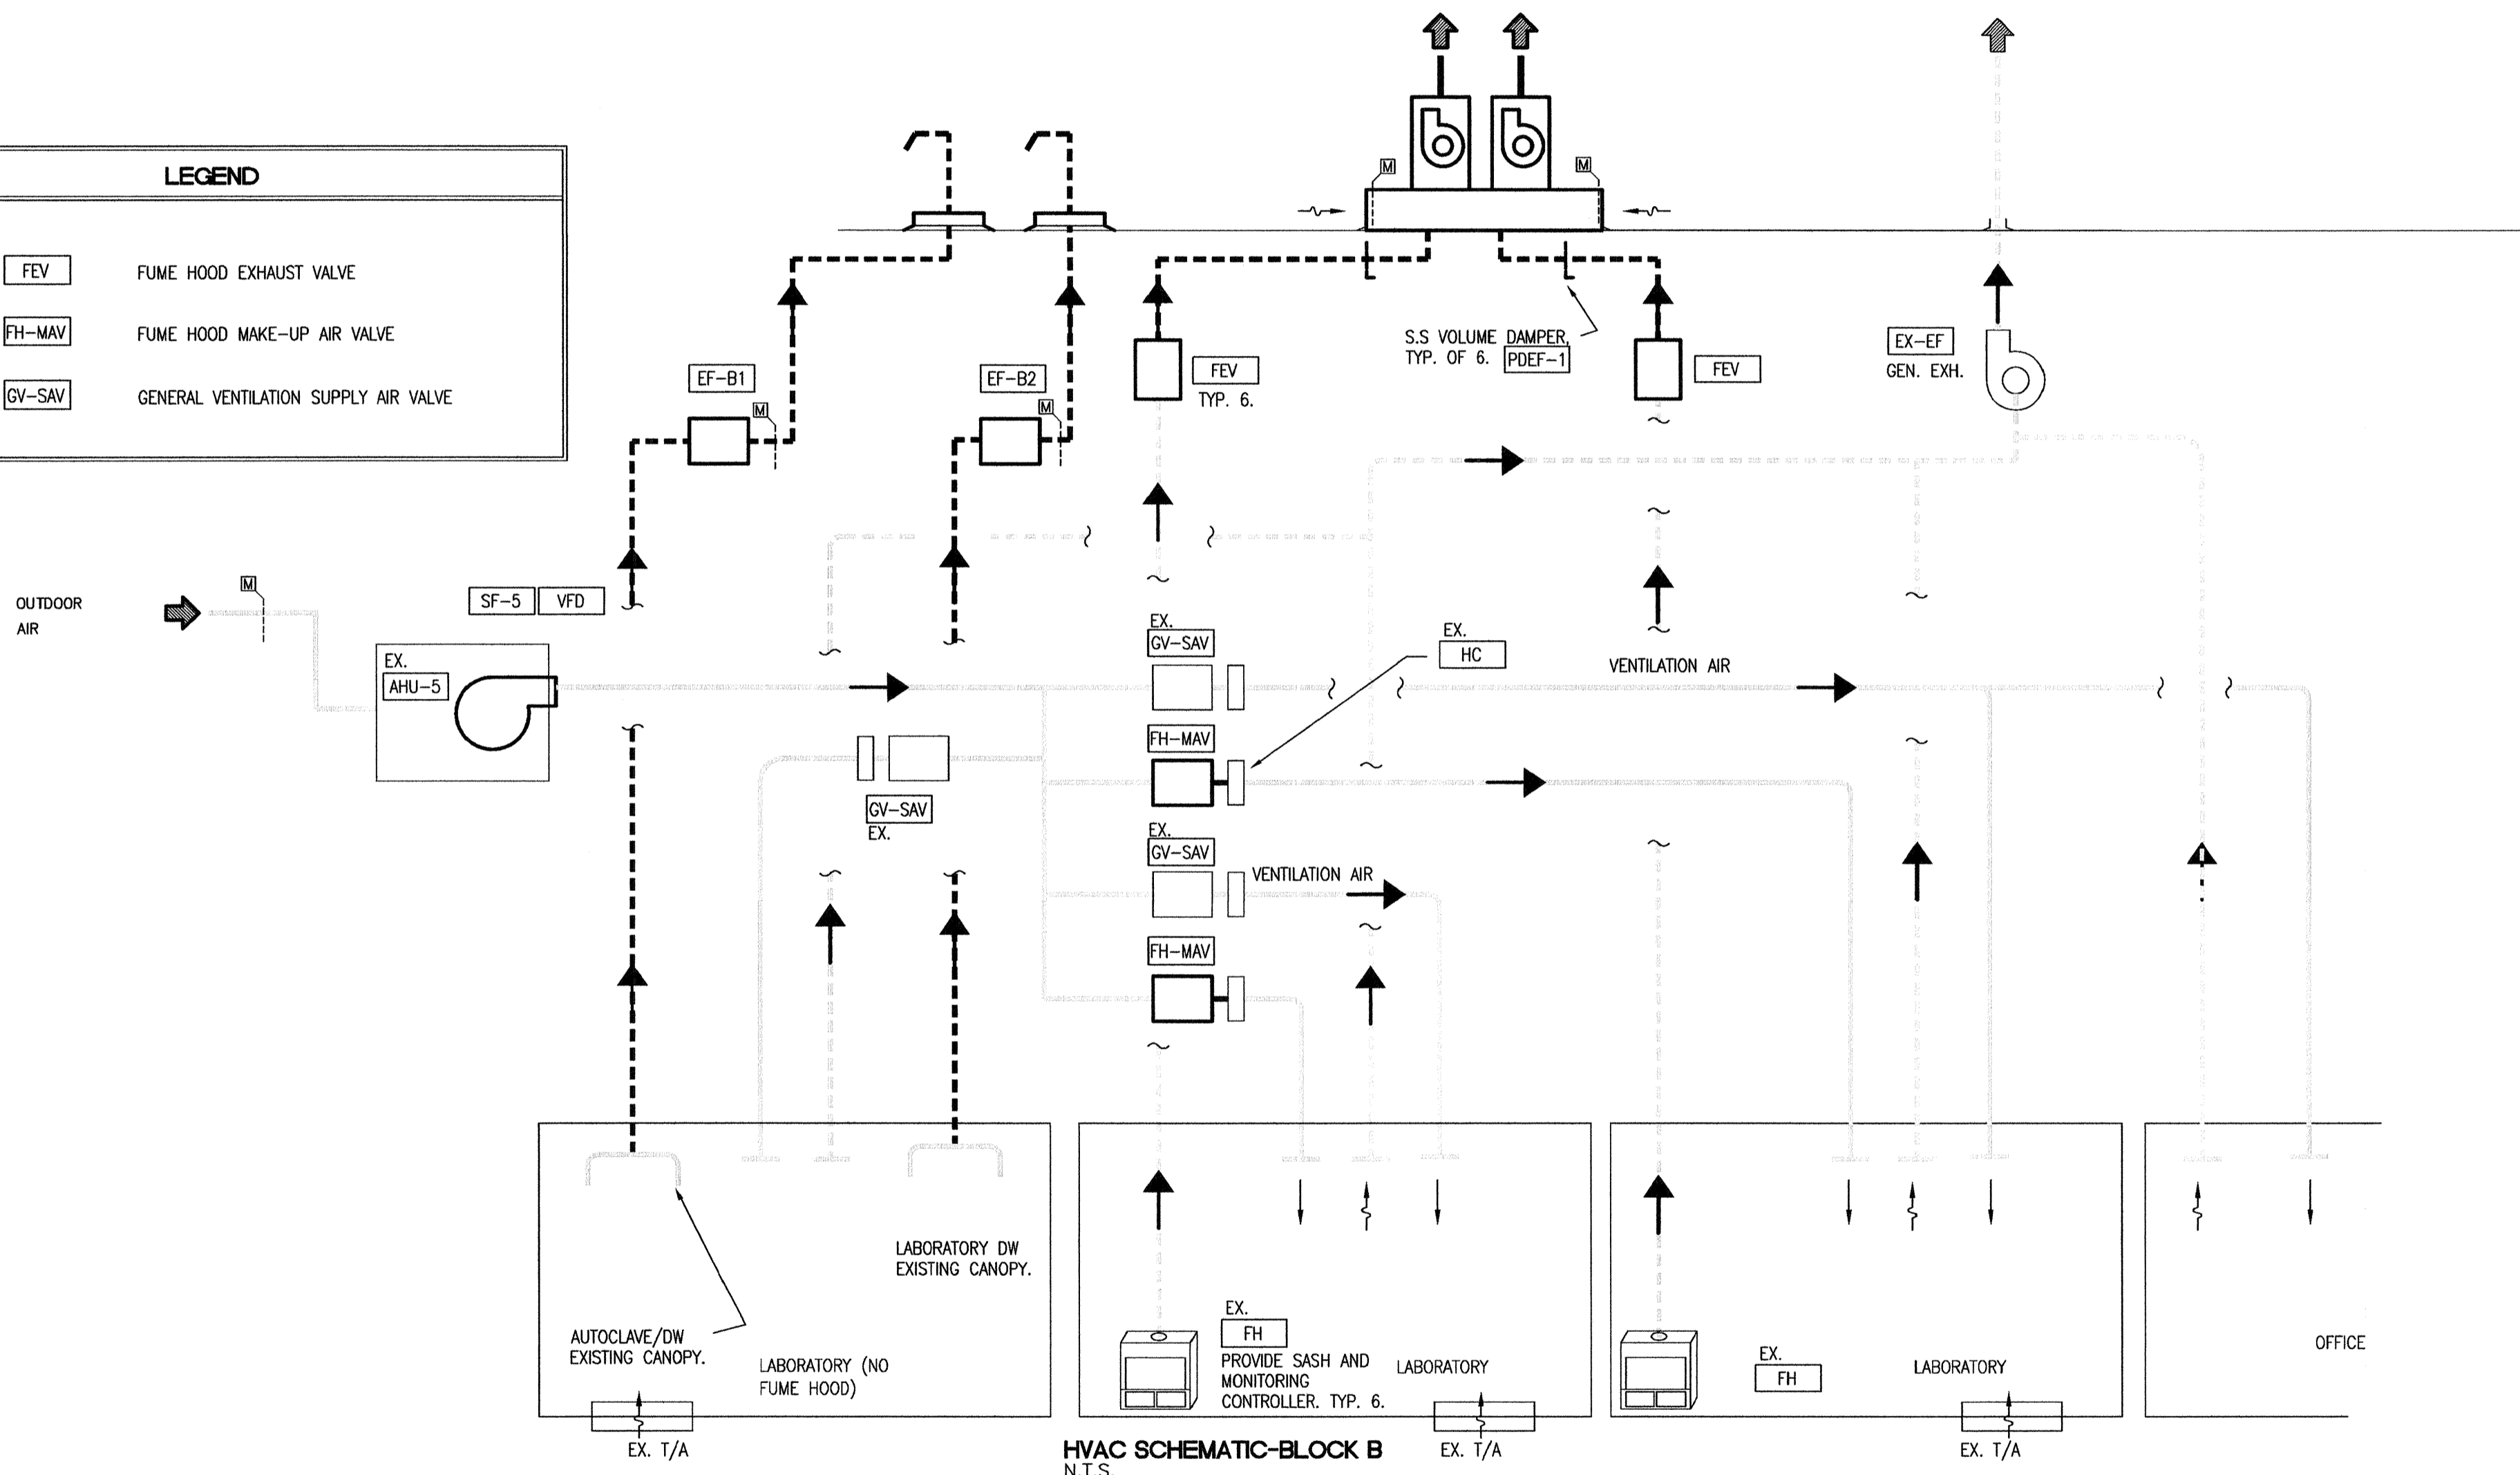 LEGEND
FEV FUME HOOD EXHAUST VALVE
FH-MAV FUME HOOD MAKE-UP AIR VALVE
GV-SAV GENERAL VENTILATION SUPPLY AIR VALVE
M
M
S.S VOLUME DAMPER,
TYP. OF 6. PDEF-1
EX-EF
GEN. EXH.
EF-B1
M
EF-B2
M
FEV
TYP. 6.
FEV
OUTDOOR
AIR
M
SF-5 VFD
EX.
AHU-5
EX.
GV-SAV
EX.
HC
VENTILATION AIR
FH-MAV
GV-SAV
EX.
EX.
GV-SAV
VENTILATION AIR
FH-MAV
LABORATORY DW
EXISTING CANOPY.
AUTOCLAVE/DW
EXISTING CANOPY.
LABORATORY (NO
FUME HOOD)
EX. T/A
EX.
FH
PROVIDE SASH AND
MONITORING
CONTROLLER. TYP. 6.
LABORATORY
EX. T/A
EX.
FH
LABORATORY
EX. T/A
OFFICE
HVAC SCHEMATIC-BLOCK B
N.T.S.